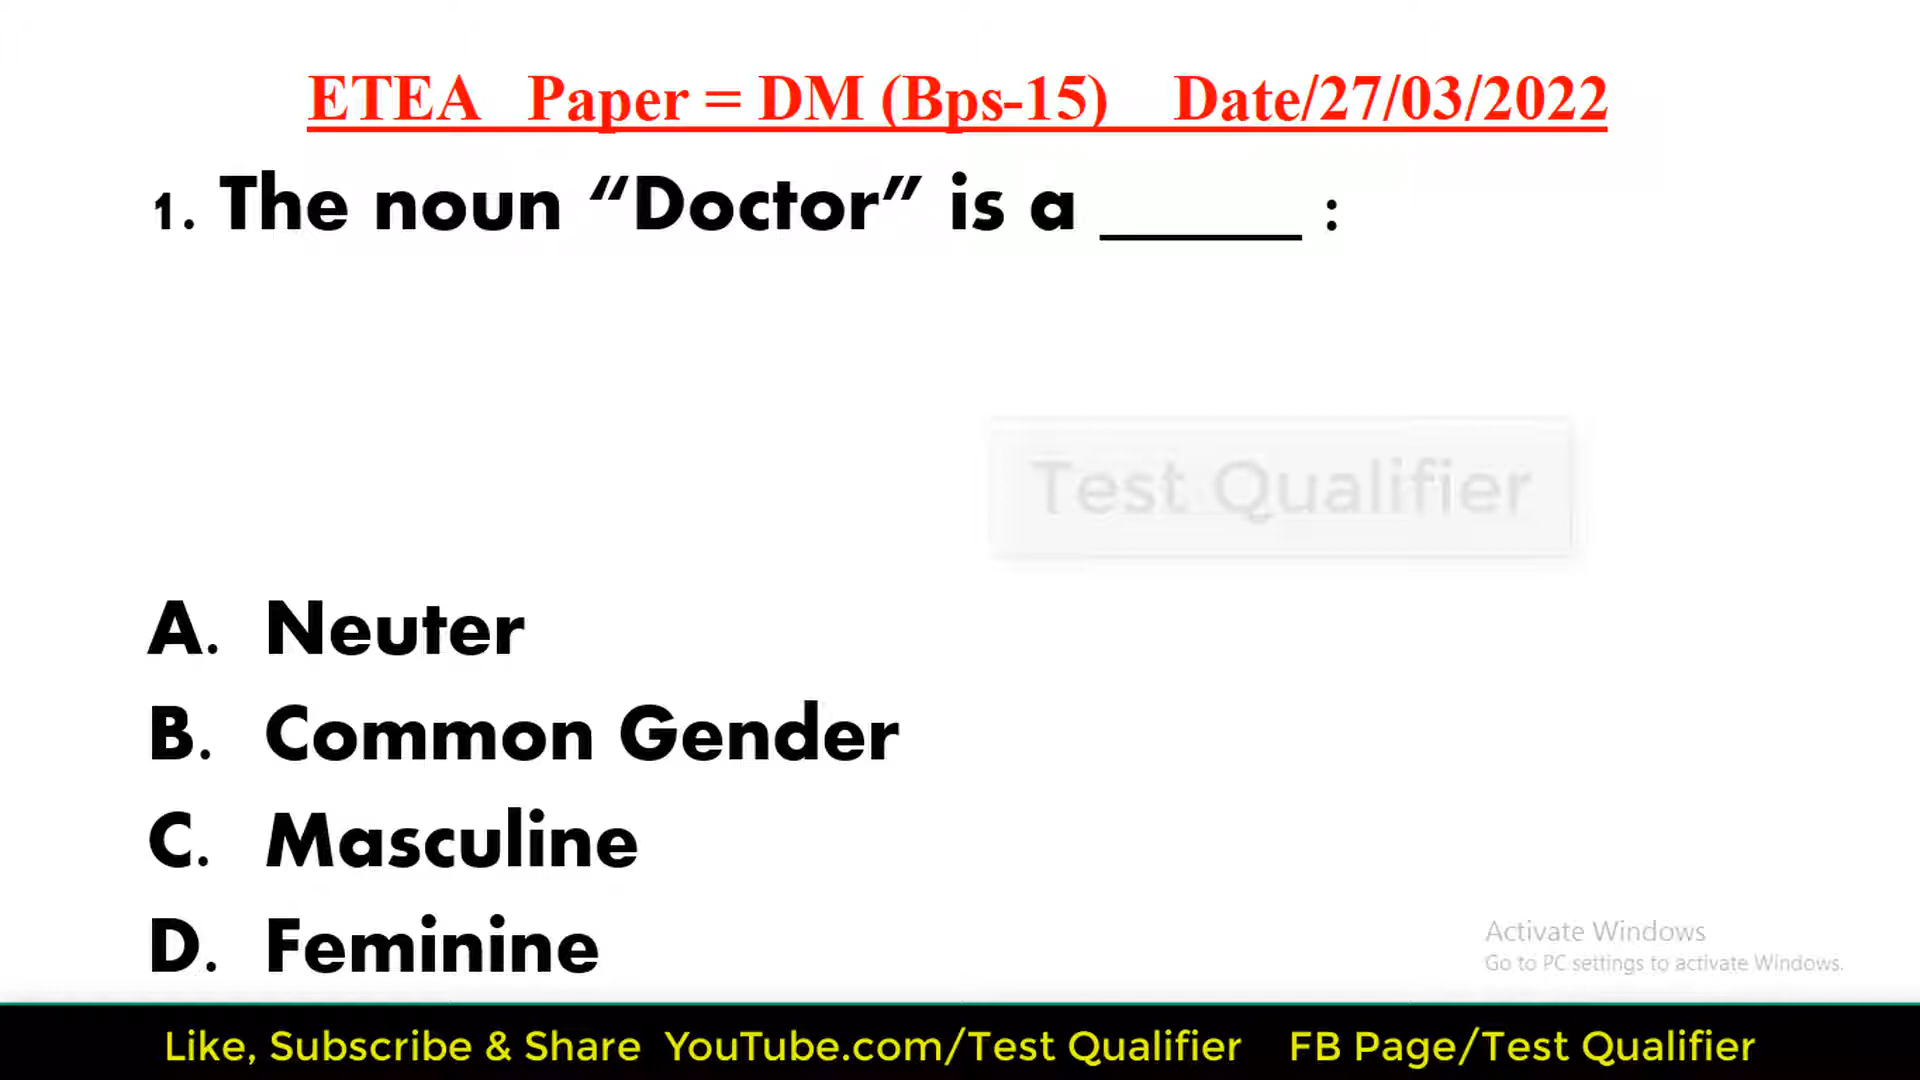 ETEA Paper = DM (Bps-15) Date/27/03/2022
1. The noun “Doctor” is a ______ :
Test Qualifier
A. Neuter
B. Common Gender
C. Masculine
D. Feminine
Activate Windows
Go to PC settings to activate Windows.
Like, Subscribe & Share YouTube.com/Test Qualifier FB Page/Test Qualifier